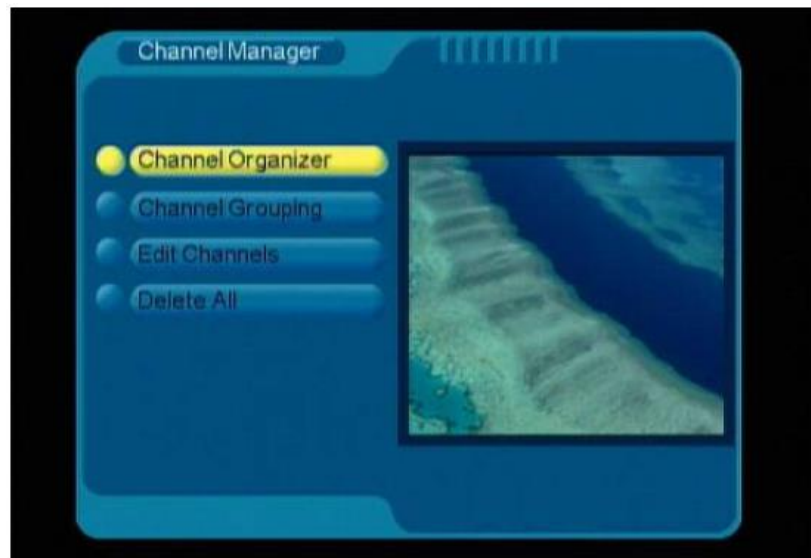 Channel Manager
Channel Organizer
Channel Grouping
Edit Channels
Delete All